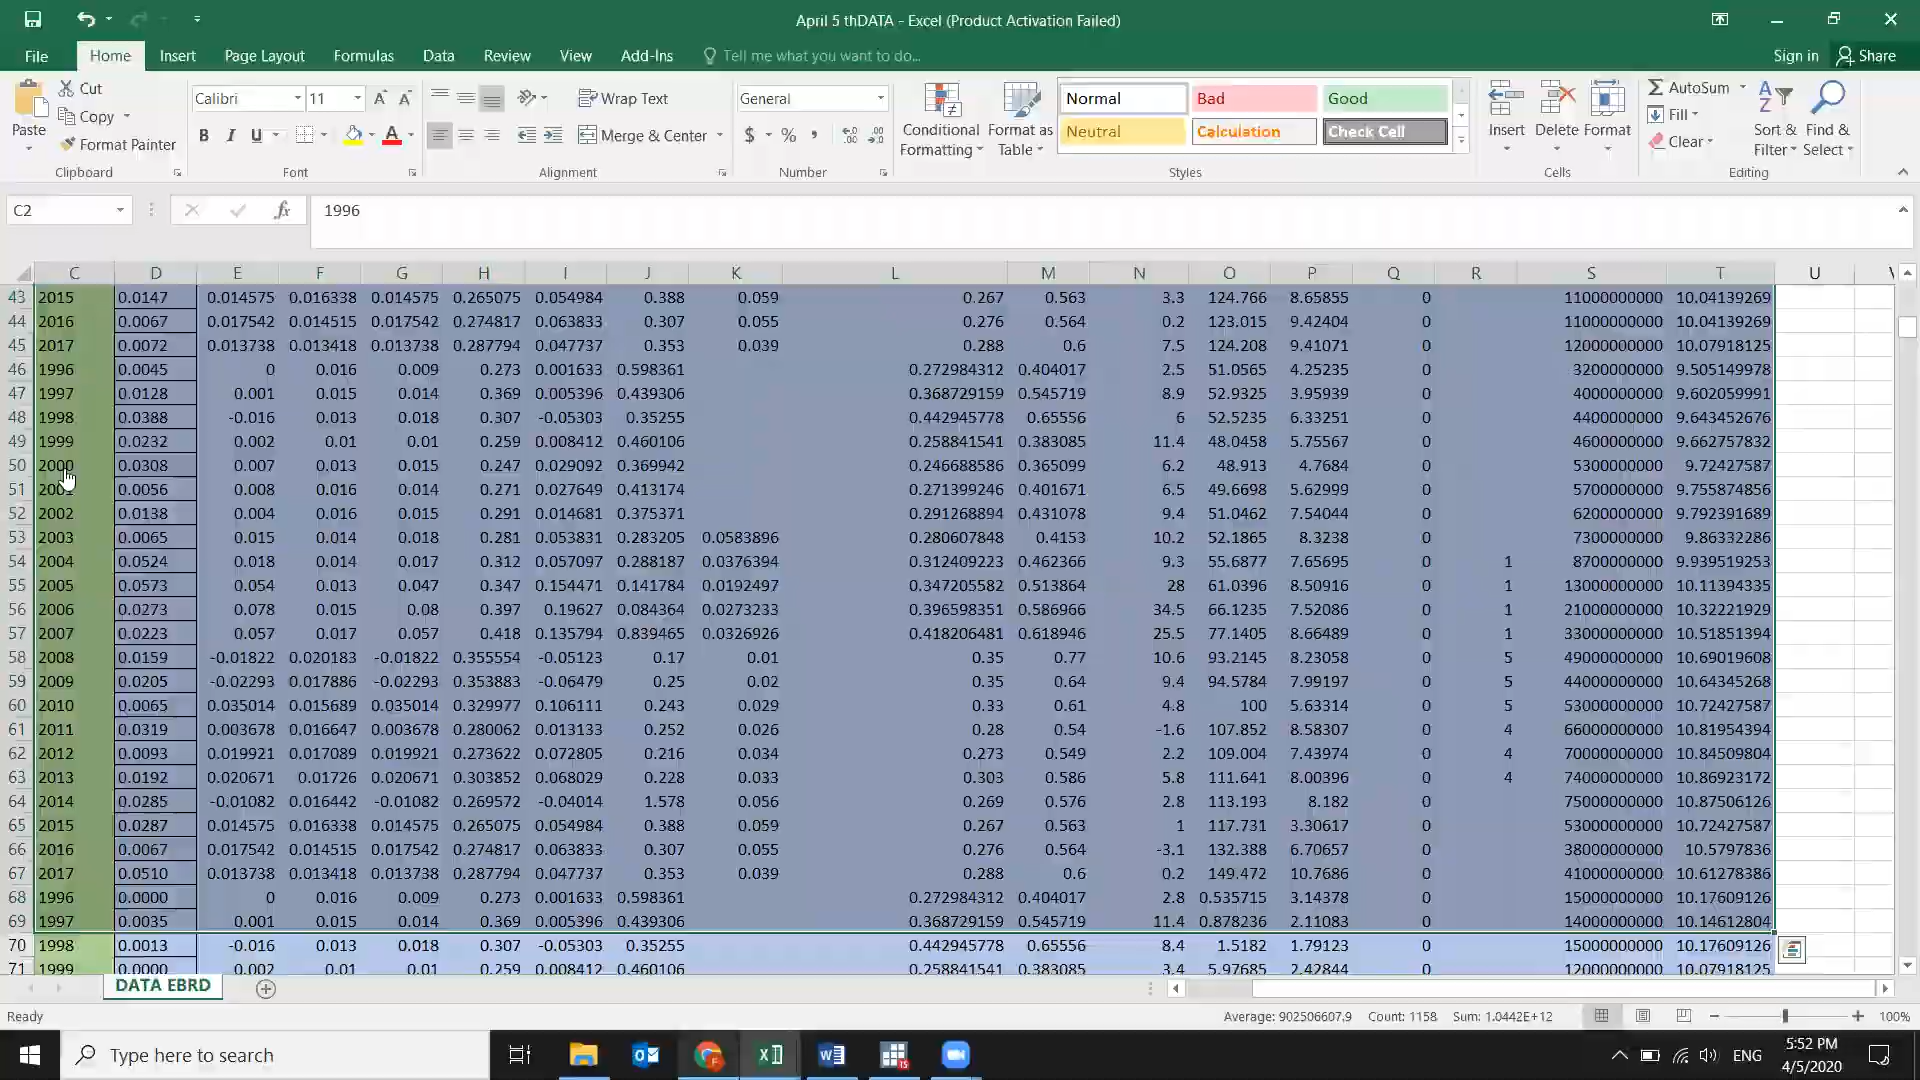 April 5 thDATA - Excel (Product Activation Failed)
File Home Insert Page Layout Formulas Data Review View Add-Ins Tell me what you want to do... Sign in Share
Paste Cut Copy Format Painter Clipboard
Calibri 11 A A B I U A Font
Wrap Text Merge & Center Alignment
General $ % , Number
Conditional Formatting Format as Table
Normal Bad Good
Neutral Calculation Check Cell
Styles
Insert Delete Format Cells
AutoSum Fill Clear Sort & Filter Find & Select Editing
C2 fx 1996
C D E F G H I J K L M N O P Q R S T U
43 2015 0.0147 0.014575 0.016338 0.014575 0.265075 0.054984 0.388 0.059 0.267 0.563 3.3 124.766 8.65855 0 11000000000 10.04139269
44 2016 0.0067 0.017542 0.014515 0.017542 0.274817 0.063833 0.307 0.055 0.276 0.564 0.2 123.015 9.42404 0 11000000000 10.04139269
45 2017 0.0072 0.013738 0.013418 0.013738 0.287794 0.047737 0.353 0.039 0.288 0.6 7.5 124.208 9.41071 0 12000000000 10.07918125
46 1996 0.0045 0 0.016 0.009 0.273 0.001633 0.598361 0.272984312 0.404017 2.5 51.0565 4.25235 0 3200000000 9.505149978
47 1997 0.0128 0.001 0.015 0.014 0.369 0.005396 0.439306 0.368729159 0.545719 8.9 52.9325 3.95939 0 4000000000 9.602059991
48 1998 0.0388 -0.016 0.013 0.018 0.307 -0.05303 0.35255 0.442945778 0.65556 6 52.5235 6.33251 0 4400000000 9.643452676
49 1999 0.0232 0.002 0.01 0.01 0.259 0.008412 0.460106 0.258841541 0.383085 11.4 48.0458 5.75567 0 4600000000 9.662757832
50 2000 0.0308 0.007 0.013 0.015 0.247 0.029092 0.369942 0.246688586 0.365099 6.2 48.913 4.7684 0 5300000000 9.72427587
51 2001 0.0056 0.008 0.016 0.014 0.271 0.027649 0.413174 0.271399246 0.401671 6.5 49.6698 5.62999 0 5700000000 9.755874856
52 2002 0.0138 0.004 0.016 0.015 0.291 0.014681 0.375371 0.291268894 0.431078 9.4 51.0462 7.54044 0 6200000000 9.792391689
53 2003 0.0065 0.015 0.014 0.018 0.281 0.053831 0.283205 0.0583896 0.280607848 0.4153 10.2 52.1865 8.3238 0 7300000000 9.86332286
54 2004 0.0524 0.018 0.014 0.017 0.312 0.057097 0.288187 0.0376394 0.312409223 0.462366 9.3 55.6877 7.65695 0 1 8700000000 9.939519253
55 2005 0.0573 0.054 0.013 0.047 0.347 0.154471 0.141784 0.0192497 0.347205582 0.513864 28 61.0396 8.50916 0 1 13000000000 10.11394335
56 2006 0.0273 0.078 0.015 0.08 0.397 0.19627 0.084364 0.0273233 0.396598351 0.586966 34.5 66.1235 7.52086 0 1 21000000000 10.32221929
57 2007 0.0223 0.057 0.017 0.057 0.418 0.135794 0.839465 0.0326926 0.418206481 0.618946 25.5 77.1405 8.66489 0 1 33000000000 10.51851394
58 2008 0.0159 -0.01822 0.020183 -0.01822 0.355554 -0.05123 0.17 0.01 0.35 0.77 10.6 93.2145 8.23058 0 5 49000000000 10.69019608
59 2009 0.0205 -0.02293 0.017886 -0.02293 0.353883 -0.06479 0.25 0.02 0.35 0.64 9.4 94.5784 7.99197 0 5 44000000000 10.64345268
60 2010 0.0065 0.035014 0.015689 0.035014 0.329977 0.106111 0.243 0.029 0.33 0.61 4.8 100 5.63314 0 5 53000000000 10.72427587
61 2011 0.0319 0.003678 0.016647 0.003678 0.280062 0.013133 0.252 0.026 0.28 0.54 -1.6 107.852 8.58307 0 4 66000000000 10.81954394
62 2012 0.0093 0.019921 0.017089 0.019921 0.273622 0.072805 0.216 0.034 0.273 0.549 2.2 109.004 7.43974 0 4 70000000000 10.84509804
63 2013 0.0192 0.020671 0.01726 0.020671 0.303852 0.068029 0.228 0.033 0.303 0.586 5.8 111.641 8.00396 0 4 74000000000 10.86923172
64 2014 0.0285 -0.01082 0.016442 -0.01082 0.269572 -0.04014 1.578 0.056 0.269 0.576 2.8 113.193 8.182 0 75000000000 10.87506126
65 2015 0.0287 0.014575 0.016338 0.014575 0.265075 0.054984 0.388 0.059 0.267 0.563 1 117.731 3.30617 0 53000000000 10.72427587
66 2016 0.0067 0.017542 0.014515 0.017542 0.274817 0.063833 0.307 0.055 0.276 0.564 -3.1 132.388 6.70657 0 38000000000 10.5797836
67 2017 0.0510 0.013738 0.013418 0.013738 0.287794 0.047737 0.353 0.039 0.288 0.6 0.2 149.472 10.7686 0 41000000000 10.61278386
68 1996 0.0000 0 0.016 0.009 0.273 0.001633 0.598361 0.272984312 0.404017 2.8 0.535715 3.14378 0 15000000000 10.17609126
69 1997 0.0035 0.001 0.015 0.014 0.369 0.005396 0.439306 0.368729159 0.545719 11.4 0.878236 2.11083 0 14000000000 10.14612804
70 1998 0.0013 -0.016 0.013 0.018 0.307 -0.05303 0.35255 0.442945778 0.65556 8.4 1.5182 1.79123 0 15000000000 10.17609126
71 1999 0.0000 0.002 0.01 0.01 0.259 0.008412 0.460106 0.258841541 0.383085 3.4 5.97685 2.42844 0 12000000000 10.07918125
DATA EBRD
Ready Average: 902506607.9 Count: 1158 Sum: 1.0442E+12 100%
Type here to search ENG 5:52 PM
4/5/2020